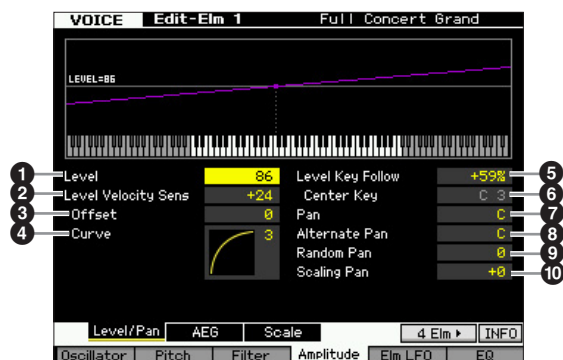 VOICE Edit-Elm 1 Full Concert Grand
LEVEL=86
1 Level 86 Level Key Follow +59% 5
2 Level Velocity Sens +24 Center Key C 3 6
3 Offset 0 Pan C 7
4 Curve 3 Alternate Pan C 8
Random Pan 0 9
Scaling Pan +0 10
Level/Pan AEG Scale 4 Elm INFO
Oscillator Pitch Filter Amplitude Elm LFO EQ